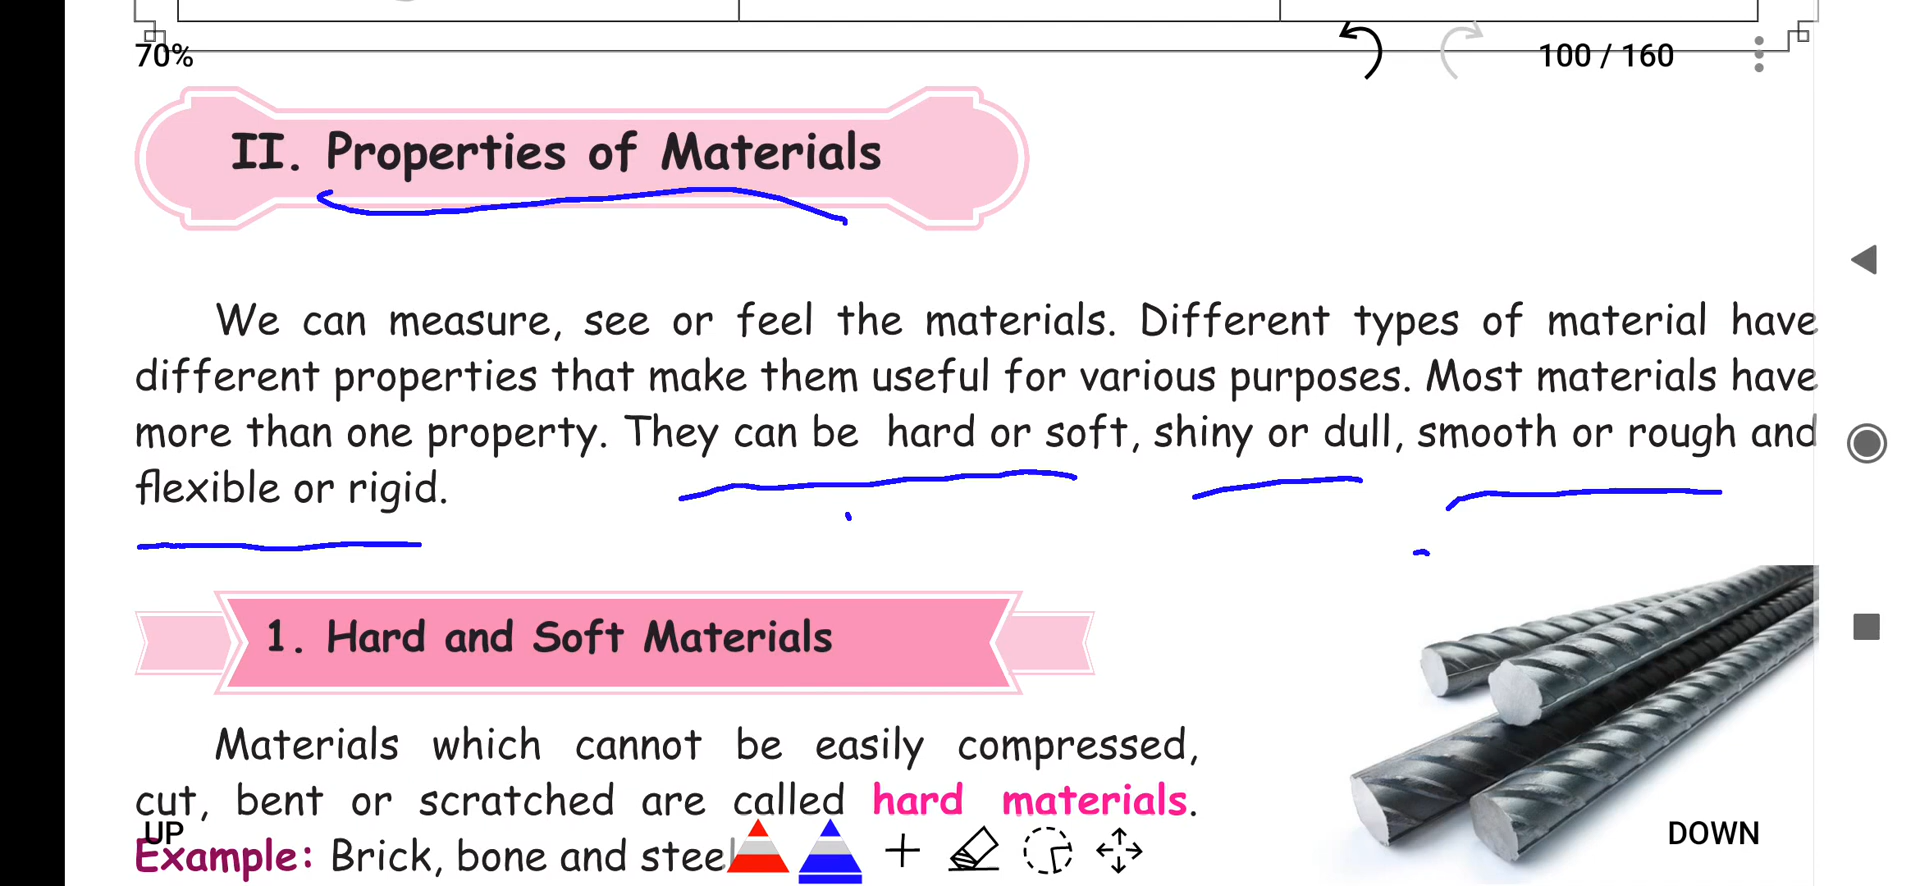 70%
100 / 160
II. Properties of Materials
We can measure, see or feel the materials. Different types of material have
different properties that make them useful for various purposes. Most materials have
more than one property. They can be hard or soft, shiny or dull, smooth or rough and
flexible or rigid.
1. Hard and Soft Materials
Materials which cannot be easily compressed,
cut, bent or scratched are called hard materials.
UP
DOWN
Example: Brick, bone and steel